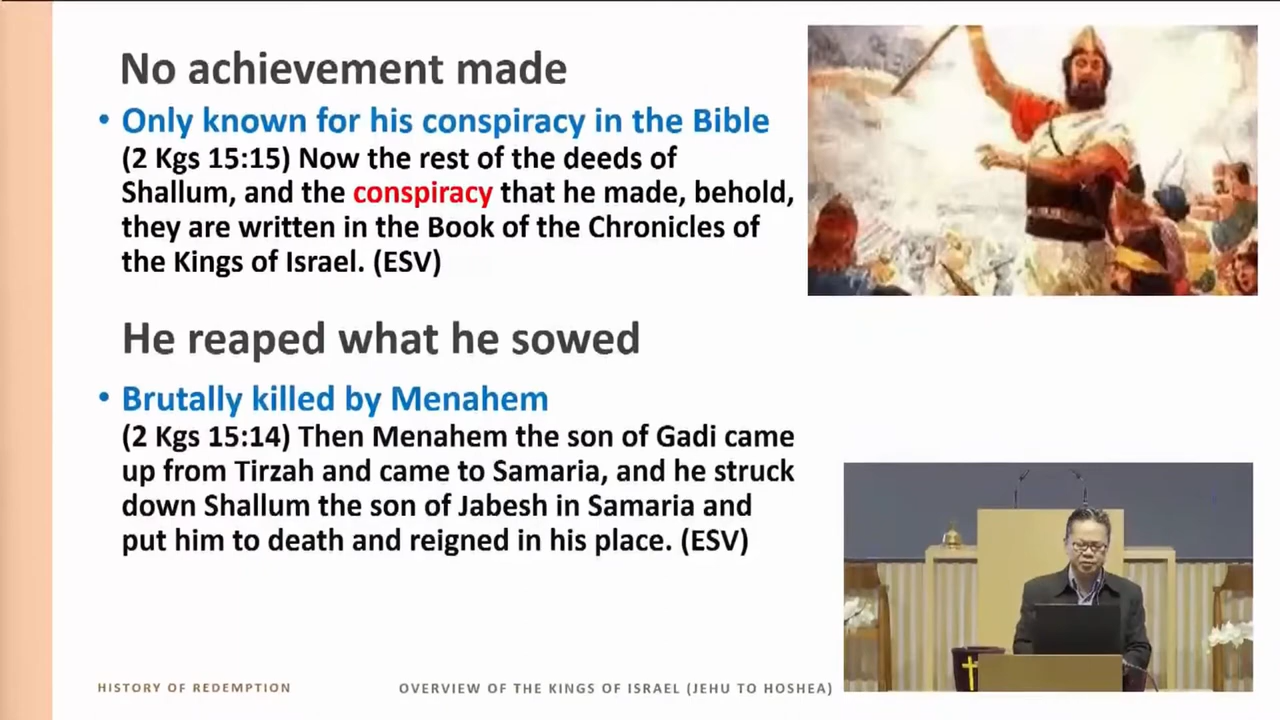 No achievement made
• Only known for his conspiracy in the Bible
(2 Kgs 15:15) Now the rest of the deeds of
Shallum, and the conspiracy that he made, behold,
they are written in the Book of the Chronicles of
the Kings of Israel. (ESV)
He reaped what he sowed
• Brutally killed by Menahem
(2 Kgs 15:14) Then Menahem the son of Gadi came
up from Tirzah and came to Samaria, and he struck
down Shallum the son of Jabesh in Samaria and
put him to death and reigned in his place. (ESV)
HISTORY OF REDEMPTION
OVERVIEW OF THE KINGS OF ISRAEL (JEHU TO HOSHEA)